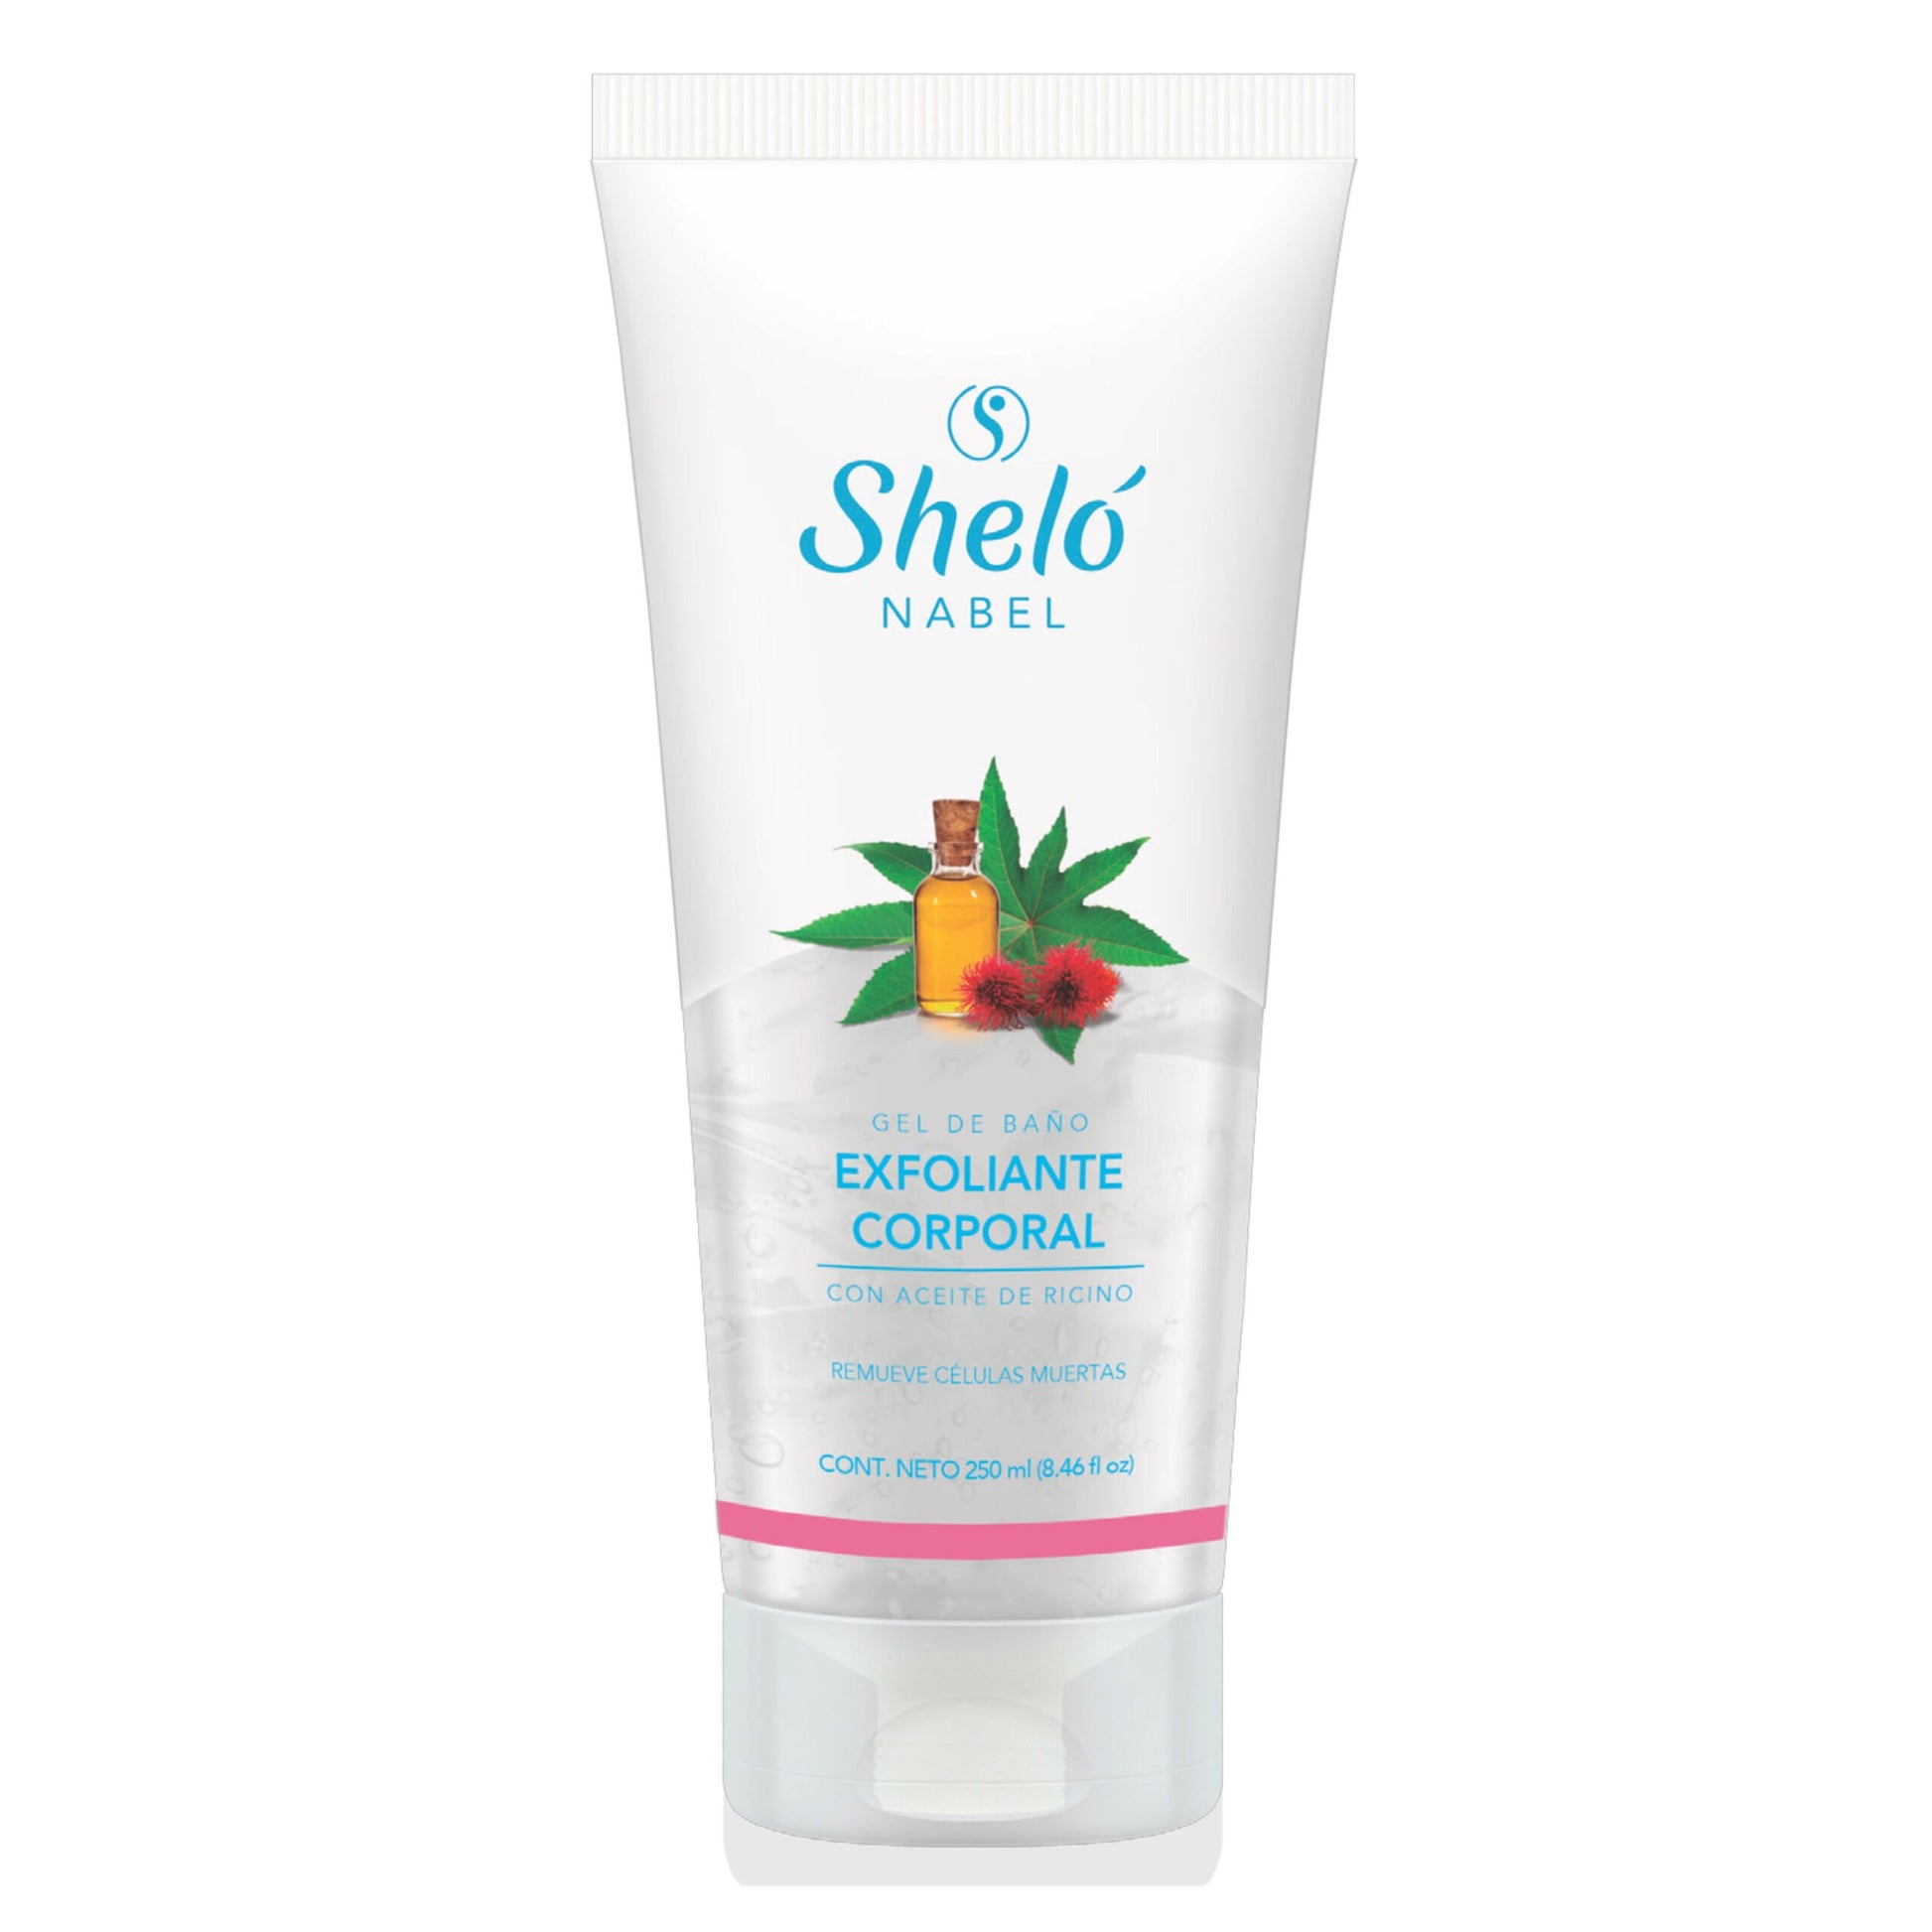 Sheló
NABEL
GEL DE BAÑO
EXFOLIANTE
CORPORAL
CON ACEITE DE RICINO
REMUEVE CÉLULAS MUERTAS
CONT. NETO 250 ml (8.46 fl oz)